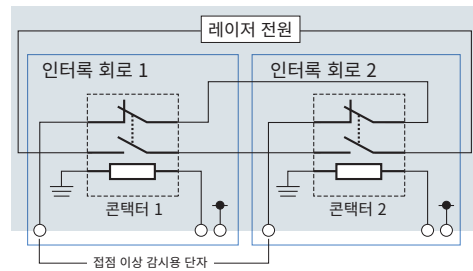 레이저 전원
인터록 회로 1
인터록 회로 2
콘택터 1
콘택터 2
접점 이상 감시용 단자